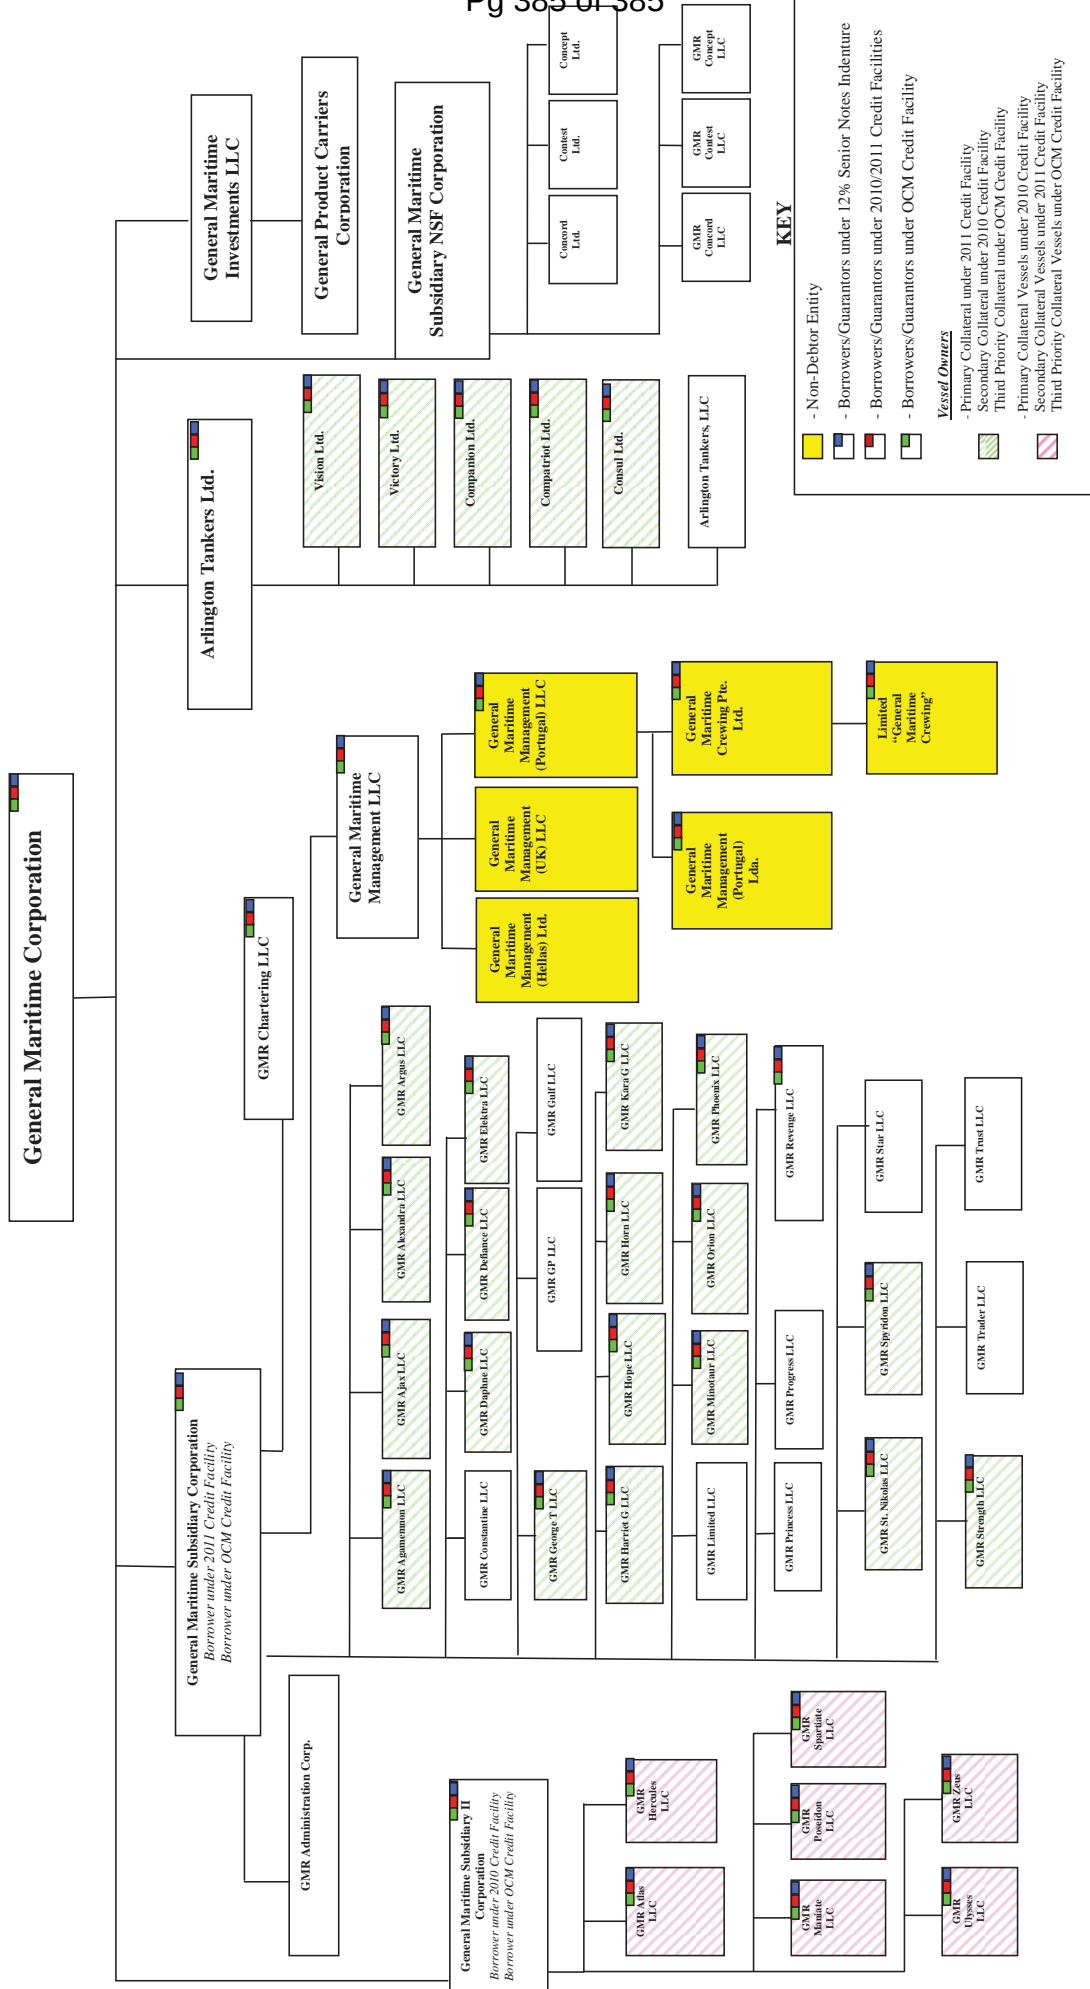 Pg 385 of 385
General Maritime Corporation
General Maritime Subsidiary Corporation
Borrower under 2011 Credit Facility
Borrower under OCM Credit Facility
GMR Administration Corp.
General Maritime Subsidiary II
Corporation
Borrower under 2010 Credit Facility
Borrower under OCM Credit Facility
GMR Atlas
LLC
GMR
Hercules
LLC
GMR
Maniate
LLC
GMR
Poseidon
LLC
GMR
Spartiate
LLC
GMR
Ulysses
LLC
GMR Zeus
LLC
GMR Chartering LLC
GMR Agamemnon LLC
GMR Ajax LLC
GMR Alexandra LLC
GMR Argus LLC
GMR Constantine LLC
GMR Daphne LLC
GMR Defiance LLC
GMR Elektra LLC
GMR George T LLC
GMR GP LLC
GMR Gulf LLC
GMR Harriet G LLC
GMR Hope LLC
GMR Horn LLC
GMR Kara G LLC
GMR Limited LLC
GMR Minotaur LLC
GMR Orion LLC
GMR Phoenix LLC
GMR Princess LLC
GMR Progress LLC
GMR Revenge LLC
GMR St. Nikolas LLC
GMR Spyridon LLC
GMR Star LLC
GMR Strength LLC
GMR Trader LLC
GMR Trust LLC
General Maritime
Management LLC
General
Maritime
Management
(Hellas) Ltd.
General
Maritime
Management
(UK) LLC
General
Maritime
Management
(Portugal) LLC
General
Maritime
Management
(Portugal)
Lda.
General
Maritime
Crewing Pte.
Ltd.
Limited
“General
Maritime
Crewing”
Arlington Tankers Ltd.
Vision Ltd.
Victory Ltd.
Companion Ltd.
Compatriot Ltd.
Consul Ltd.
Arlington Tankers, LLC
General Maritime
Investments LLC
General Product Carriers
Corporation
General Maritime
Subsidiary NSF Corporation
Concord
Ltd.
Contest
Ltd.
Concept
Ltd.
GMR
Concord
LLC
GMR
Contest
LLC
GMR
Concept
LLC
KEY
- Non-Debtor Entity
- Borrowers/Guarantors under 12% Senior Notes Indenture
- Borrowers/Guarantors under 2010/2011 Credit Facilities
- Borrowers/Guarantors under OCM Credit Facility
Vessel Owners
- Primary Collateral under 2011 Credit Facility
Secondary Collateral under 2010 Credit Facility
Third Priority Collateral under OCM Credit Facility
- Primary Collateral Vessels under 2010 Credit Facility
Secondary Collateral Vessels under 2011 Credit Facility
Third Priority Collateral Vessels under OCM Credit Facility